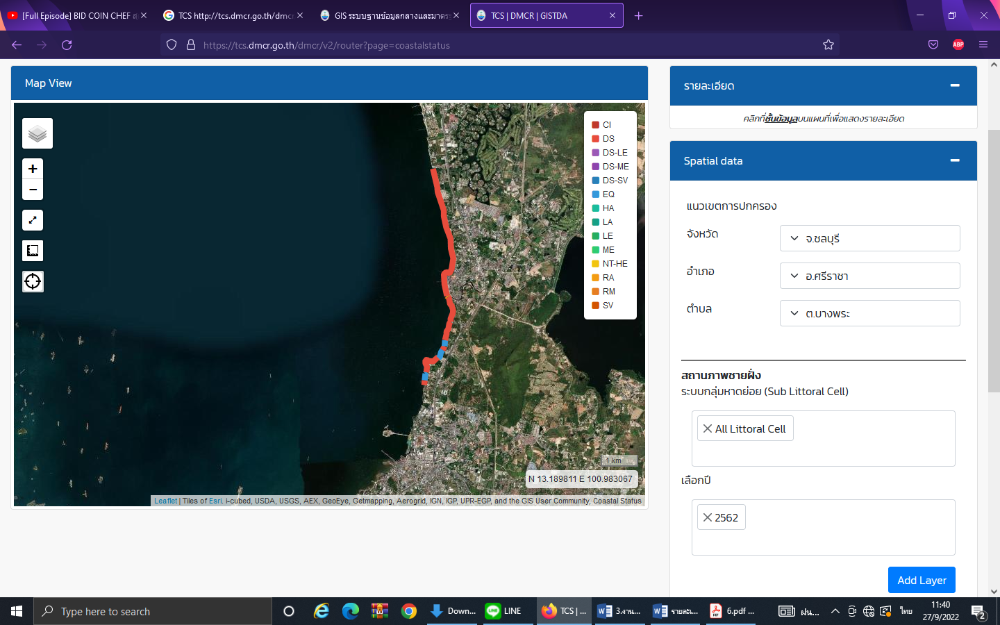 [Full Episode] BID COIN CHEF
TCS http://tcs.dmcr.go.th/dmcr
GIS ระบบฐานข้อมูลกลางและมาตรฐ
TCS | DMCR | GISTDA
https://tcs.dmcr.go.th/dmcr/v2/router?page=coastalstatus
ABP
Map View
CI
DS
DS-LE
DS-ME
DS-SV
EQ
HA
LA
LE
ME
NT-HE
RA
RM
SV
1 km
N 13.189811 E 100.983067
Leaflet | Tiles of Esri. i-cubed, USDA, USGS, AEX, GeoEye, Getmapping, Aerogrid, IGN, IGP, UPR-EGP, and the GIS User Community, Coastal Status
รายละเอียด
คลิกที่ชั้นข้อมูลบนแผนที่เพื่อแสดงรายละเอียด
Spatial data
แนวเขตการปกครอง
จังหวัด
จ.ชลบุรี
อำเภอ
อ.ศรีราชา
ตำบล
ต.บางพระ
สถานภาพชายฝั่ง
ระบบกลุ่มหาดย่อย (Sub Littoral Cell)
All Littoral Cell
เลือกปี
2562
Add Layer
Type here to search
Down...
LINE
TCS | ...
3.งาน...
รายละเ...
6.pdf ...
ฝน...
ไทย
11:40
27/9/2022
2